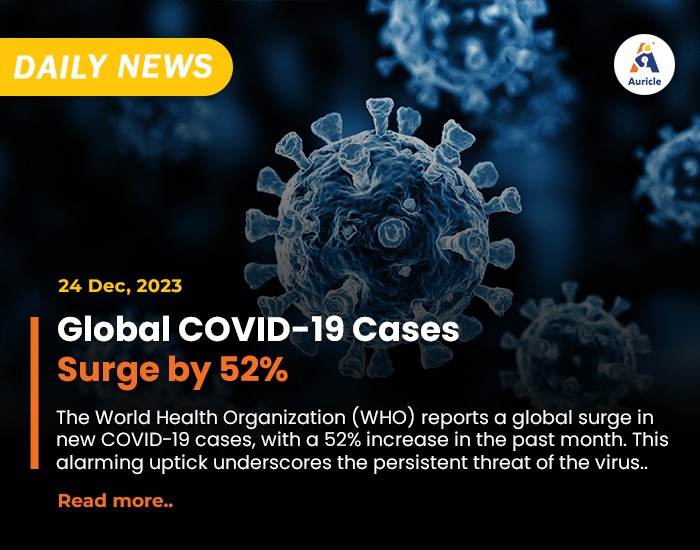 DAILY NEWS
Auricle
24 Dec, 2023
Global COVID-19 Cases
Surge by 52%
The World Health Organization (WHO) reports a global surge in
new COVID-19 cases, with a 52% increase in the past month. This
alarming uptick underscores the persistent threat of the virus..
Read more..